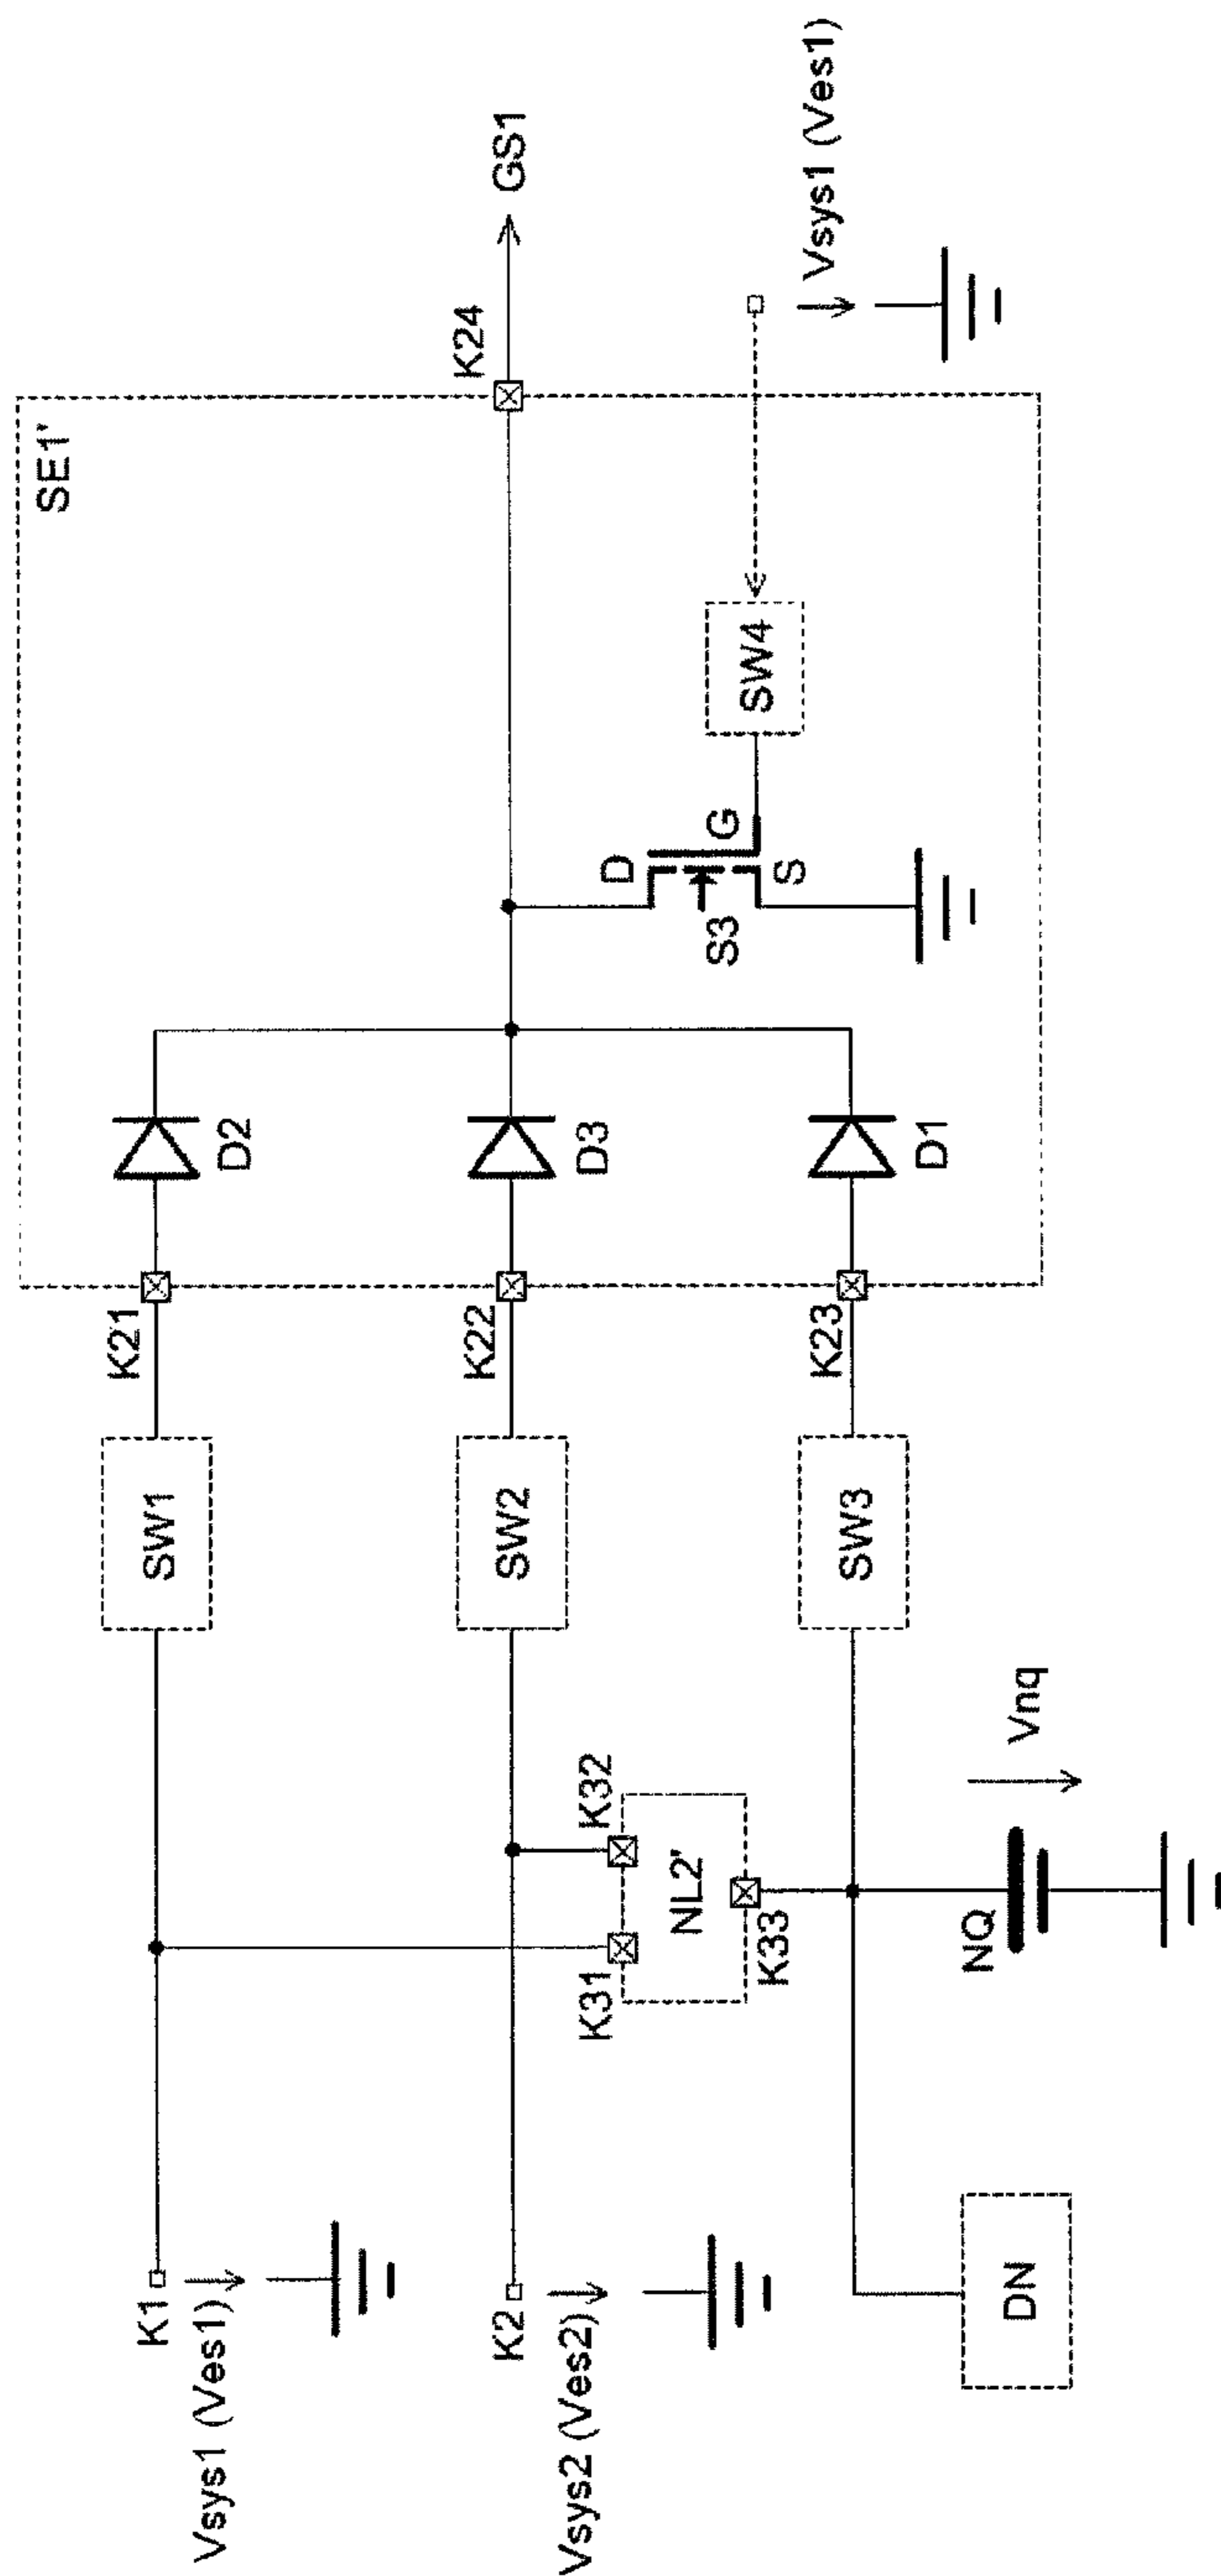 SE1'
K1
Vsys1 (Ves1)
SW1
K21
D2
K24
GS1
K2
Vsys2 (Ves2)
K31
K32
NL2'
K33
SW2
K22
D3
D
G
S3
S
SW4
Vsys1 (Ves1)
DN
NQ
Vnq
SW3
K23
D1